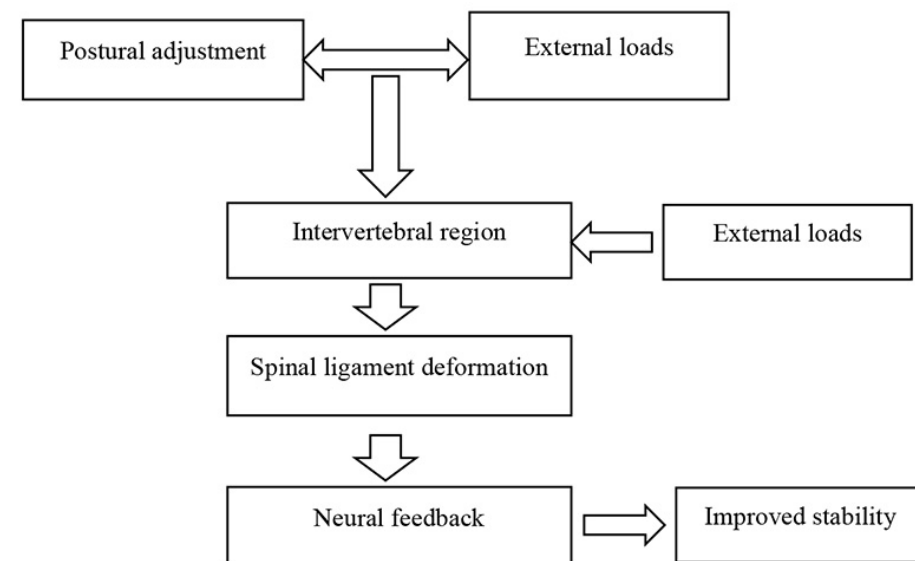 Postural adjustment
External loads
Intervertebral region
External loads
Spinal ligament deformation
Neural feedback
Improved stability